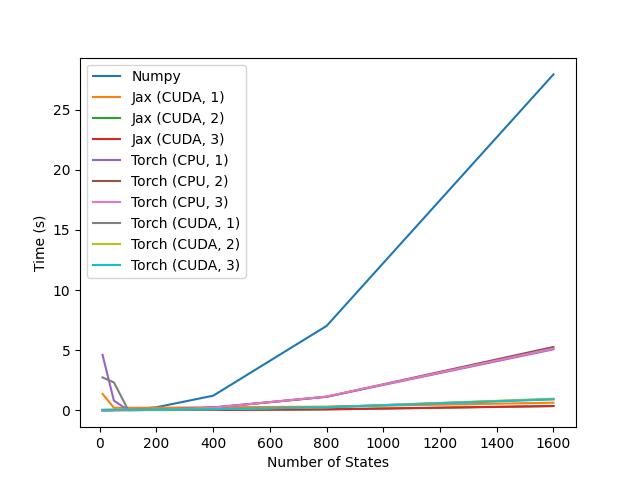 Numpy
Jax (CUDA, 1)
Jax (CUDA, 2)
Jax (CUDA, 3)
Torch (CPU, 1)
Torch (CPU, 2)
Torch (CPU, 3)
Torch (CUDA, 1)
Torch (CUDA, 2)
Torch (CUDA, 3)
25
20
15
10
5
0
Time (s)
0 200 400 600 800 1000 1200 1400 1600
Number of States